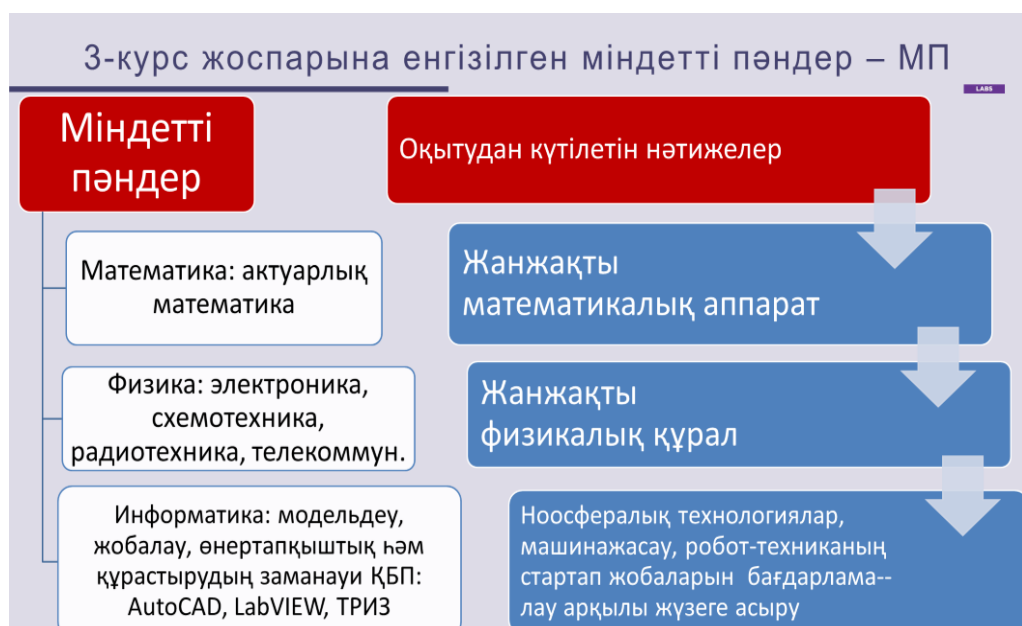 3-курс жоспарына енгізілген міндетті пәндер – МП
LABS
Міндетті
пәндер
Оқытудан күтілетін нәтижелер
Математика: актуарлық
математика
Жанжақты
математикалық аппарат
Физика: электроника,
схемотехника,
радиотехника, телекоммун.
Жанжақты
физикалық құрал
Информатика: модельдеу,
жобалау, өнертапқыштық һәм
құрастырудың заманауи ҚБП:
AutoCAD, LabVIEW, ТРИЗ
Ноосфералық технологиялар,
машинажасау, робот-техниканың
стартап жобаларын бағдарлама--
лау арқылы жүзеге асыру